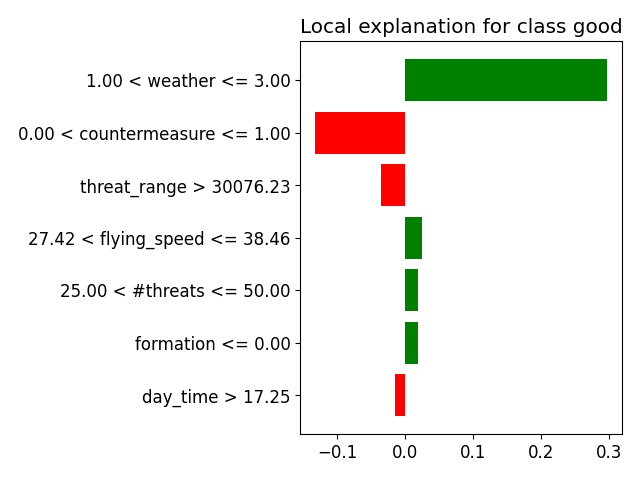 Local explanation for class good
1.00 < weather <= 3.00
0.00 < countermeasure <= 1.00
threat_range > 30076.23
27.42 < flying_speed <= 38.46
25.00 < #threats <= 50.00
formation <= 0.00
day_time > 17.25
−0.1 0.0 0.1 0.2 0.3